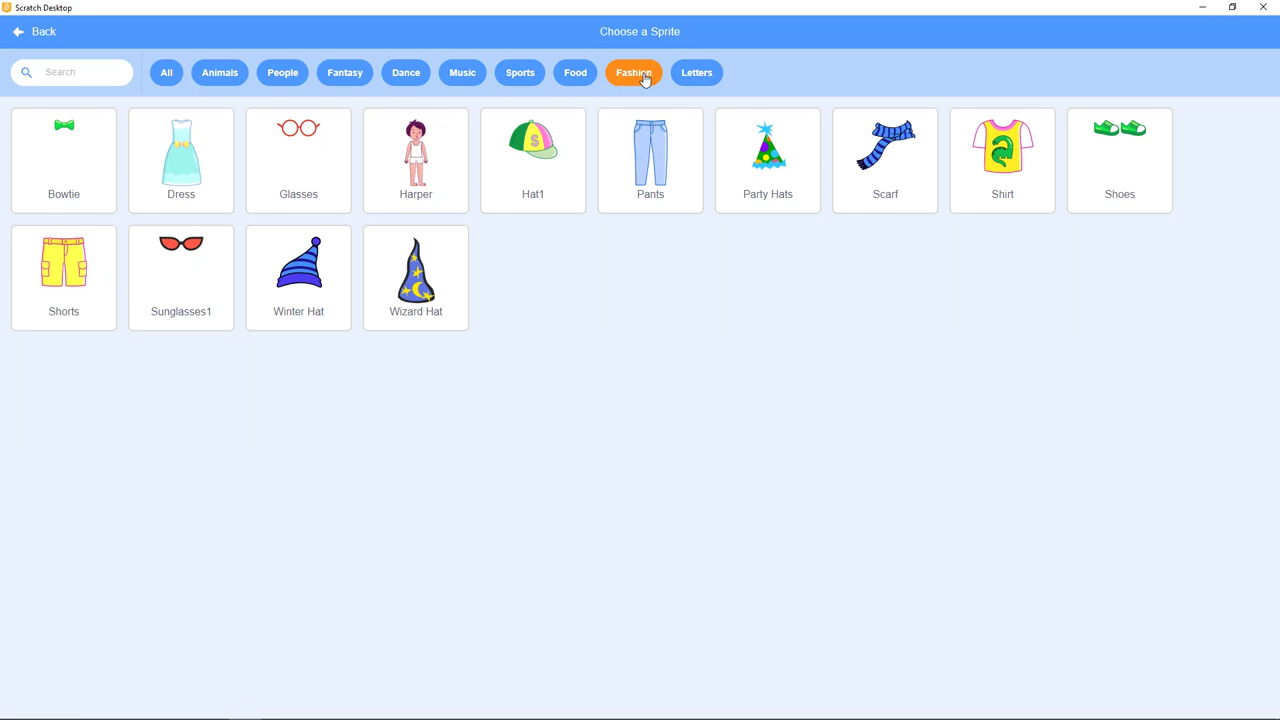 Scratch Desktop
Back
Choose a Sprite
Search
All
Animals
People
Fantasy
Dance
Music
Sports
Food
Fashion
Letters
Bowtie
Dress
Glasses
Harper
Hat1
Pants
Party Hats
Scarf
Shirt
Shoes
Shorts
Sunglasses1
Winter Hat
Wizard Hat
S